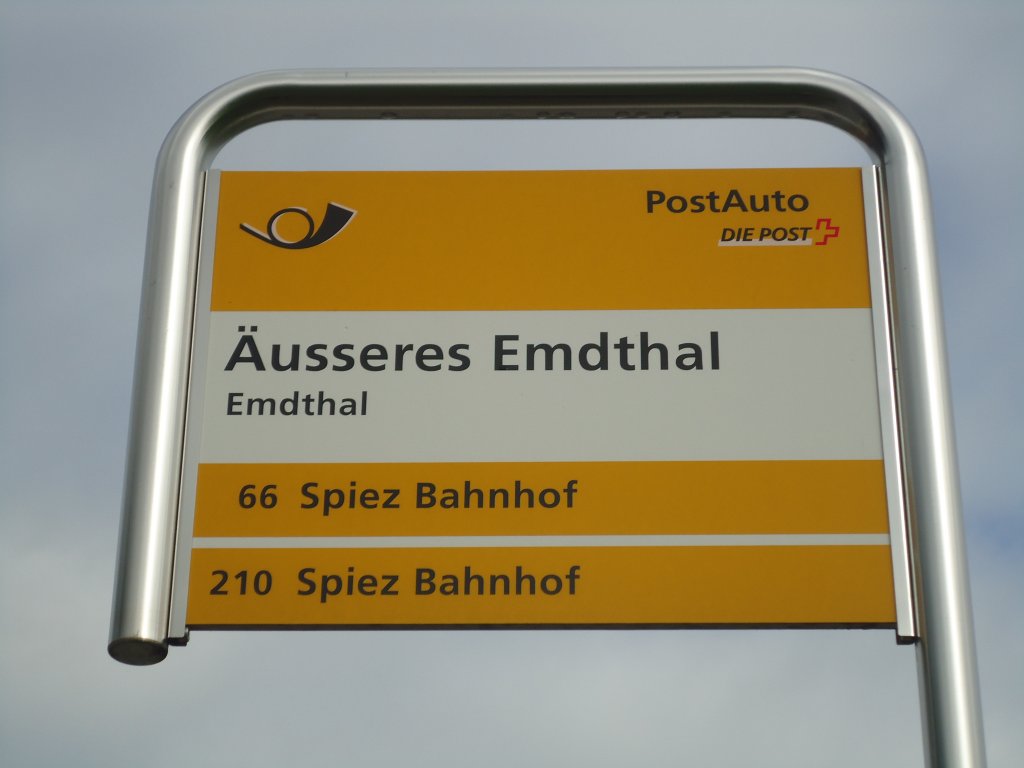 PostAuto
DIE POST
Äusseres Emdthal
Emdthal
66 Spiez Bahnhof
210 Spiez Bahnhof